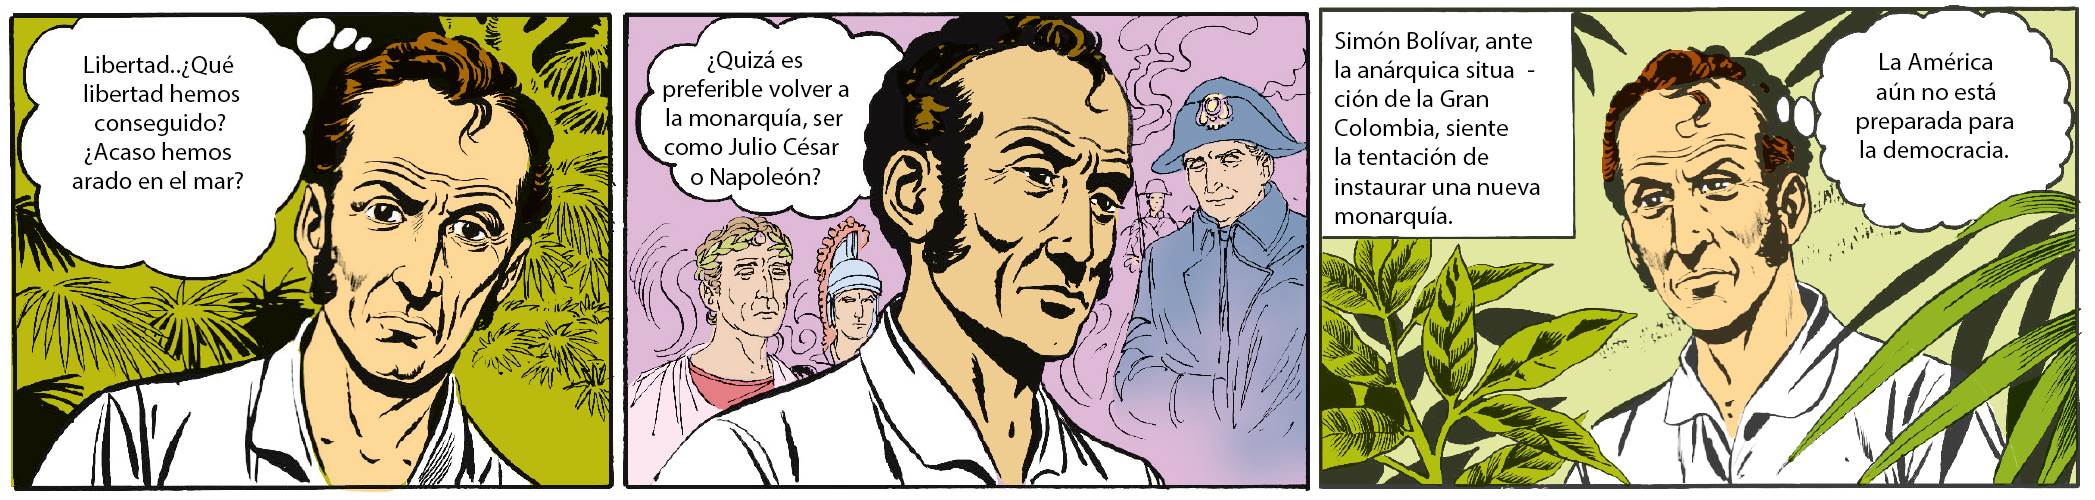 Libertad..¿Qué
libertad hemos
conseguido?
¿Acaso hemos
arado en el mar?
¿Quizá es
preferible volver a
la monarquía, ser
como Julio César
o Napoleón?
Simón Bolívar, ante
la anárquica situa -
ción de la Gran
Colombia, siente
la tentación de
instaurar una nueva
monarquía.
La América
aún no está
preparada para
la democracia.